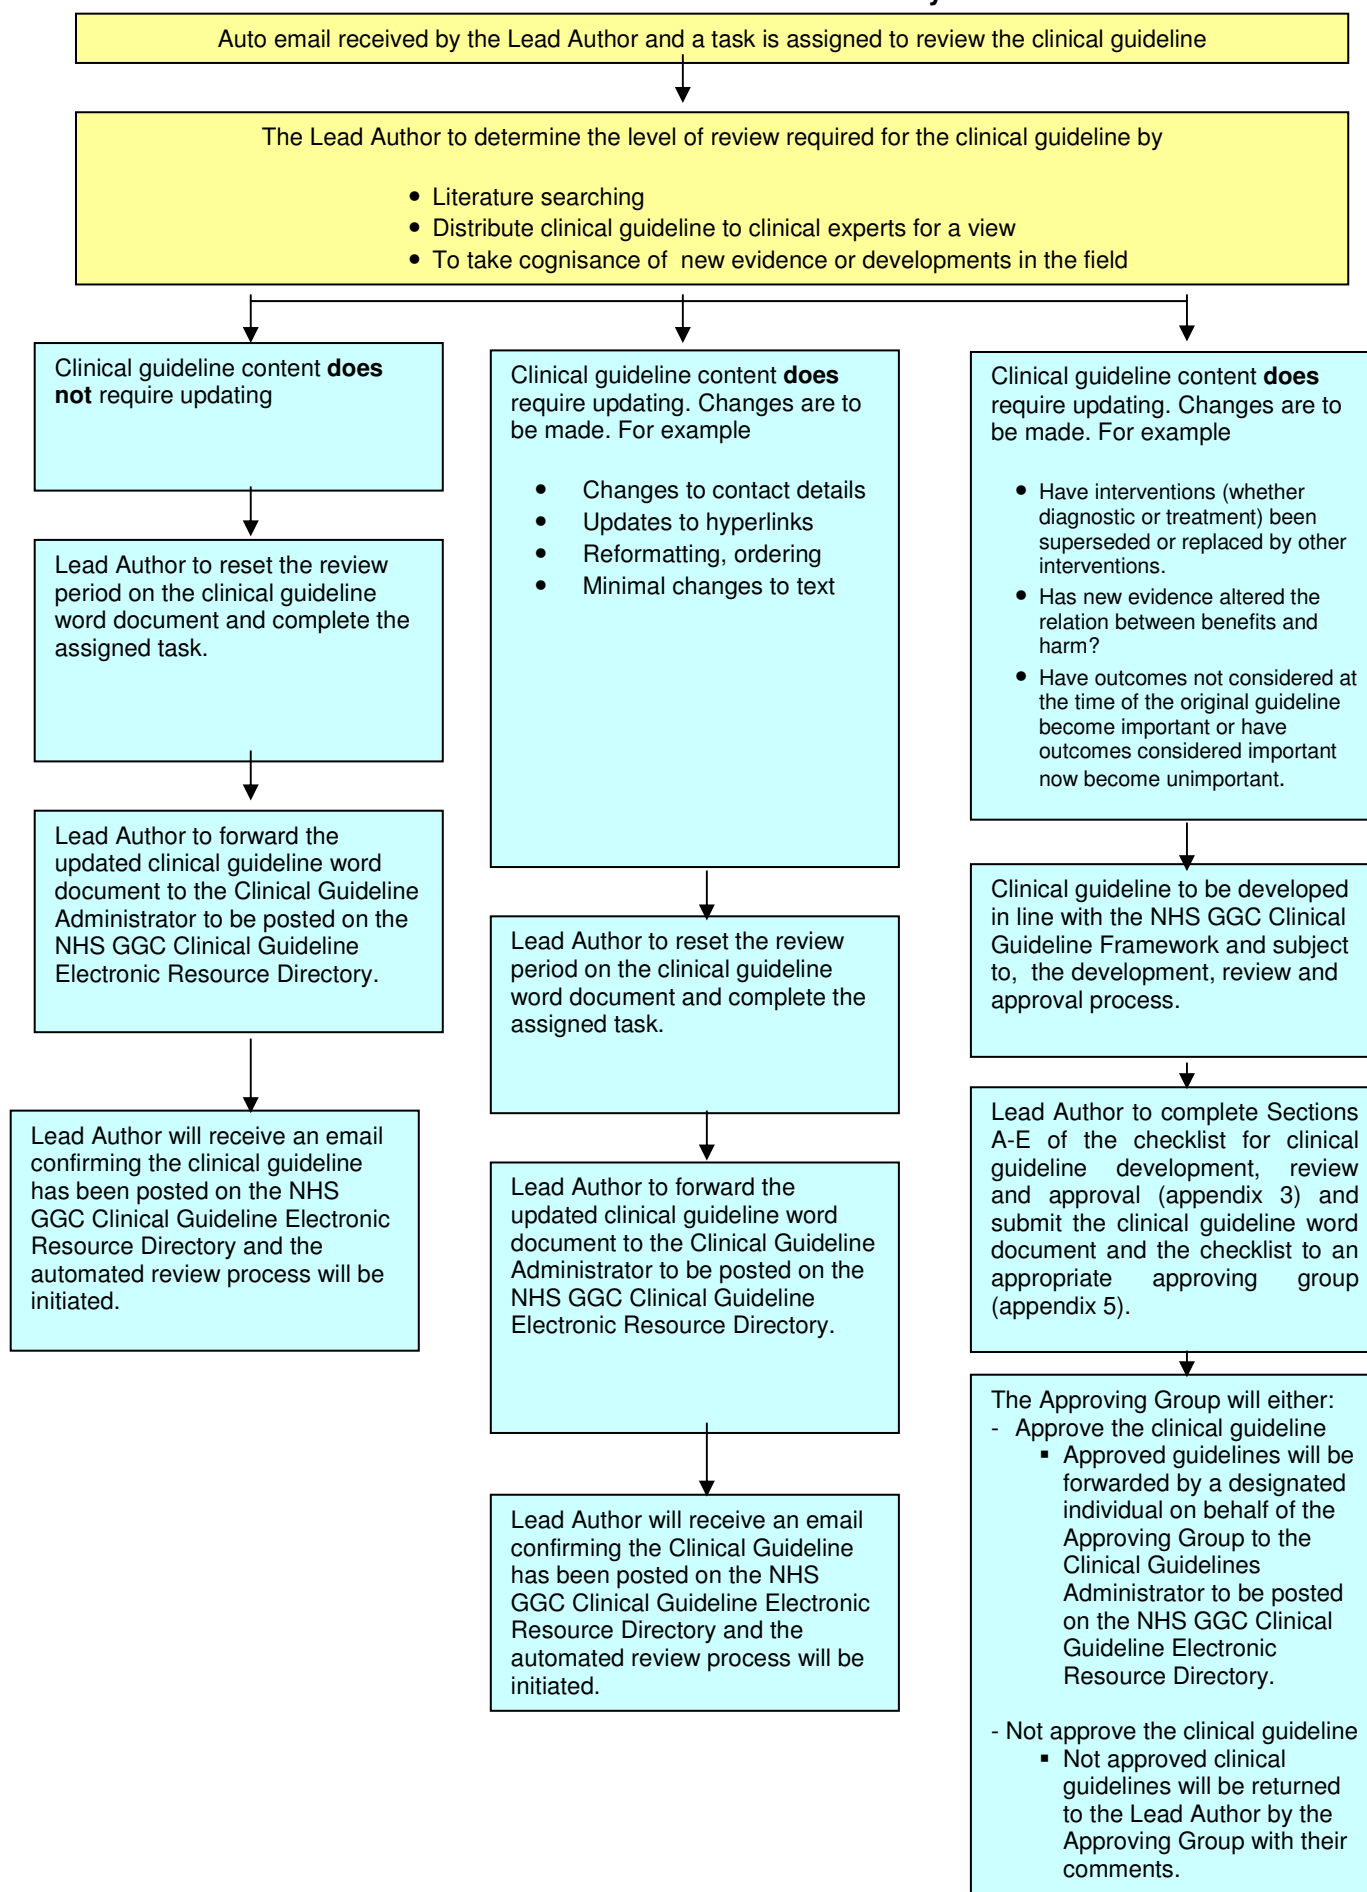 Auto email received by the Lead Author and a task is assigned to review the clinical guideline
The Lead Author to determine the level of review required for the clinical guideline by
• Literature searching
• Distribute clinical guideline to clinical experts for a view
• To take cognisance of new evidence or developments in the field
Clinical guideline content does
not require updating
Lead Author to reset the review
period on the clinical guideline
word document and complete the
assigned task.
Lead Author to forward the
updated clinical guideline word
document to the Clinical Guideline
Administrator to be posted on the
NHS GGC Clinical Guideline
Electronic Resource Directory.
Lead Author will receive an email
confirming the clinical guideline
has been posted on the NHS
GGC Clinical Guideline Electronic
Resource Directory and the
automated review process will be
initiated.
Clinical guideline content does
require updating. Changes are to
be made. For example
• Changes to contact details
• Updates to hyperlinks
• Reformatting, ordering
• Minimal changes to text
Lead Author to reset the review
period on the clinical guideline
word document and complete the
assigned task.
Lead Author to forward the
updated clinical guideline word
document to the Clinical Guideline
Administrator to be posted on the
NHS GGC Clinical Guideline
Electronic Resource Directory.
Lead Author will receive an email
confirming the Clinical Guideline
has been posted on the NHS
GGC Clinical Guideline Electronic
Resource Directory and the
automated review process will be
initiated.
Clinical guideline content does
require updating. Changes are to
be made. For example
• Have interventions (whether
diagnostic or treatment) been
superseded or replaced by other
interventions.
• Has new evidence altered the
relation between benefits and
harm?
• Have outcomes not considered at
the time of the original guideline
become important or have
outcomes considered important
now become unimportant.
Clinical guideline to be developed
in line with the NHS GGC Clinical
Guideline Framework and subject
to, the development, review and
approval process.
Lead Author to complete Sections
A-E of the checklist for clinical
guideline development, review
and approval (appendix 3) and
submit the clinical guideline word
document and the checklist to an
appropriate approving group
(appendix 5).
The Approving Group will either:
- Approve the clinical guideline
▪ Approved guidelines will be
forwarded by a designated
individual on behalf of the
Approving Group to the
Clinical Guidelines
Administrator to be posted
on the NHS GGC Clinical
Guideline Electronic
Resource Directory.
- Not approve the clinical guideline
▪ Not approved clinical
guidelines will be returned
to the Lead Author by the
Approving Group with their
comments.